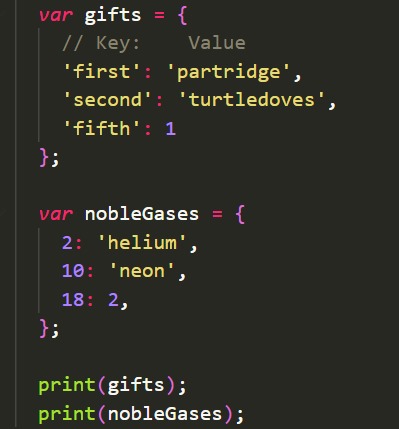 var gifts = {
  // Key:    Value
  'first': 'partridge',
  'second': 'turtledoves',
  'fifth': 1
};

var nobleGases = {
  2: 'helium',
  10: 'neon',
  18: 2,
};

print(gifts);
print(nobleGases);